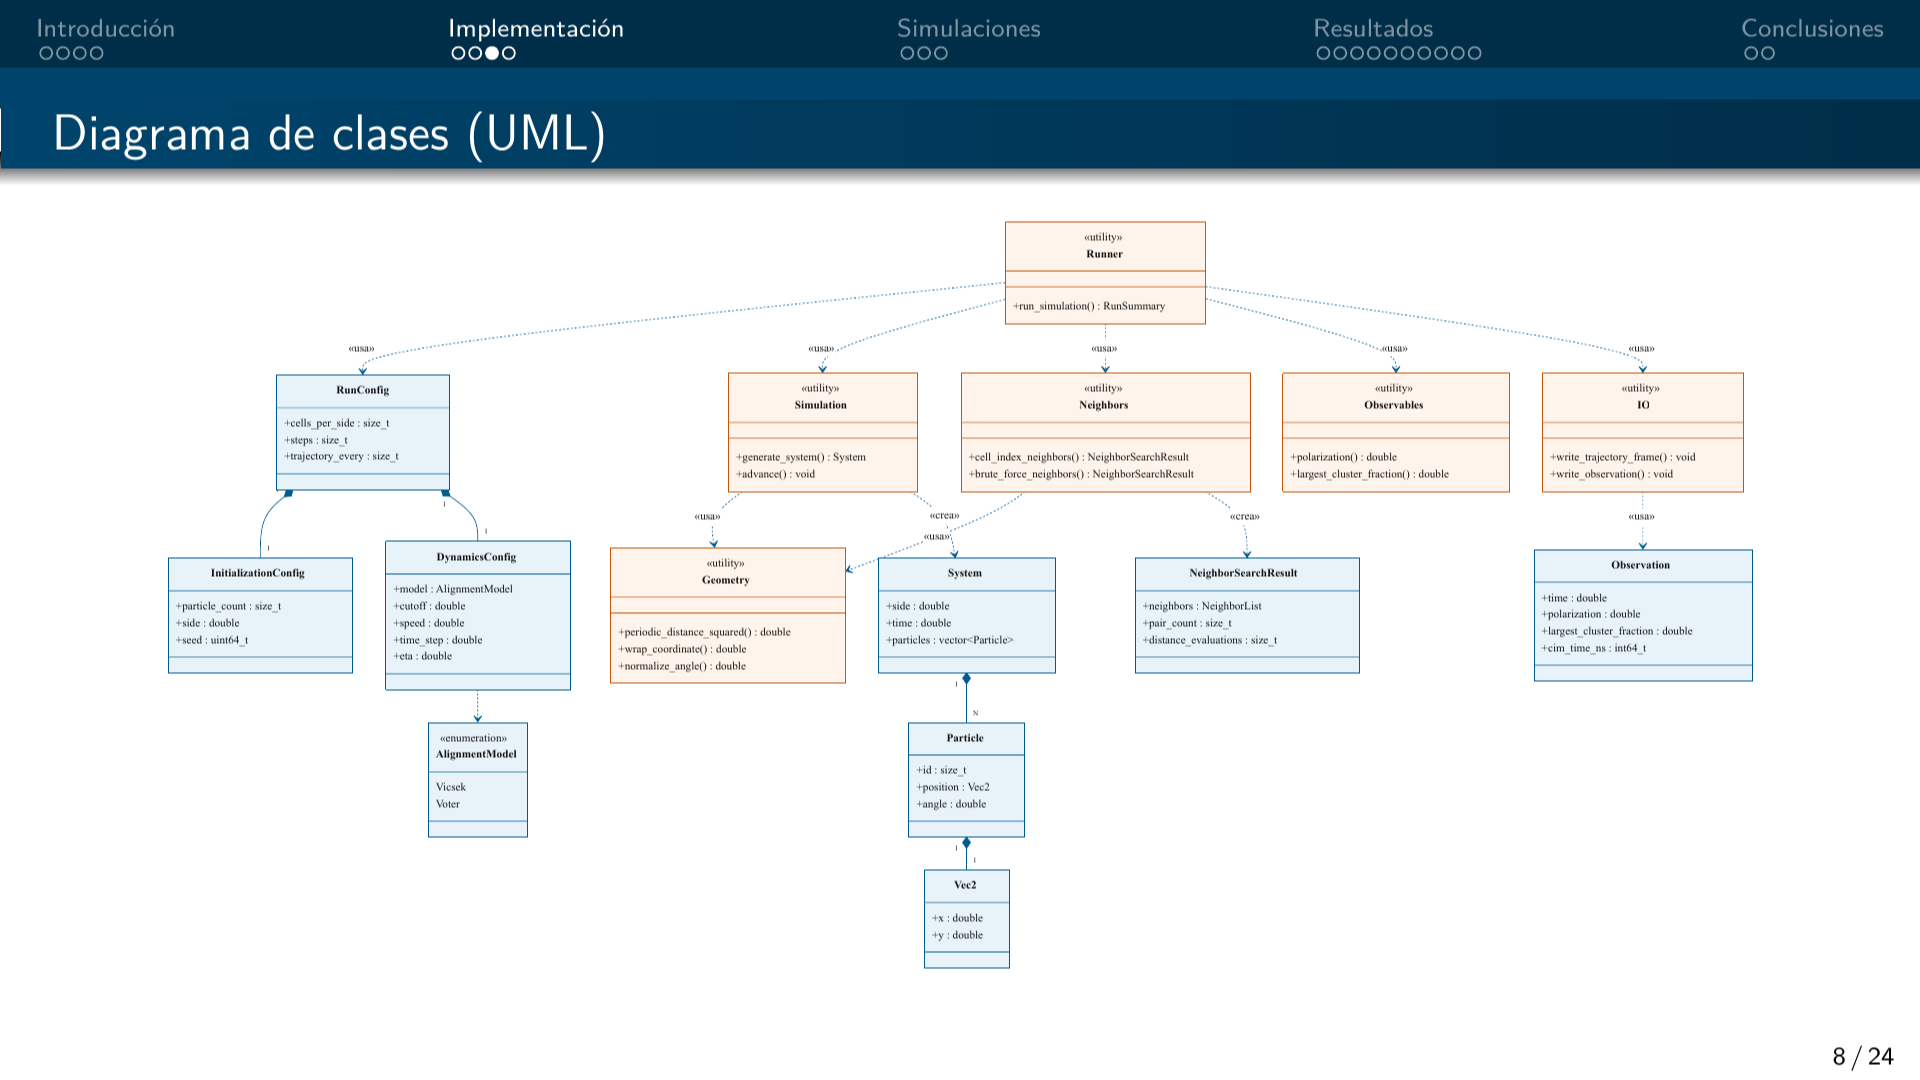 Introducción
Implementación
Simulaciones
Resultados
Conclusiones
Diagrama de clases (UML)
«utility»
Runner
+run_simulation() : RunSummary
«usa»
«usa»
«usa»
«usa»
«usa»
RunConfig
+cells_per_side : size_t
+steps : size_t
+trajectory_every : size_t
«utility»
Simulation
+generate_system() : System
+advance() : void
«utility»
Neighbors
+cell_index_neighbors() : NeighborSearchResult
+brute_force_neighbors() : NeighborSearchResult
«utility»
Observables
+polarization() : double
+largest_cluster_fraction() : double
«utility»
IO
+write_trajectory_frame() : void
+write_observation() : void
1
1
1
«usa»
«crea»
«usa»
«crea»
«usa»
InitializationConfig
+particle_count : size_t
+side : double
+seed : uint64_t
DynamicsConfig
+model : AlignmentModel
+cutoff : double
+speed : double
+time_step : double
+eta : double
«utility»
Geometry
+periodic_distance_squared() : double
+wrap_coordinate() : double
+normalize_angle() : double
System
+side : double
+time : double
+particles : vector<Particle>
NeighborSearchResult
+neighbors : NeighborList
+pair_count : size_t
+distance_evaluations : size_t
Observation
+time : double
+polarization : double
+largest_cluster_fraction : double
+cim_time_ns : int64_t
1
N
«enumeration»
AlignmentModel
Vicsek
Voter
Particle
+id : size_t
+position : Vec2
+angle : double
1
1
Vec2
+x : double
+y : double
8 / 24